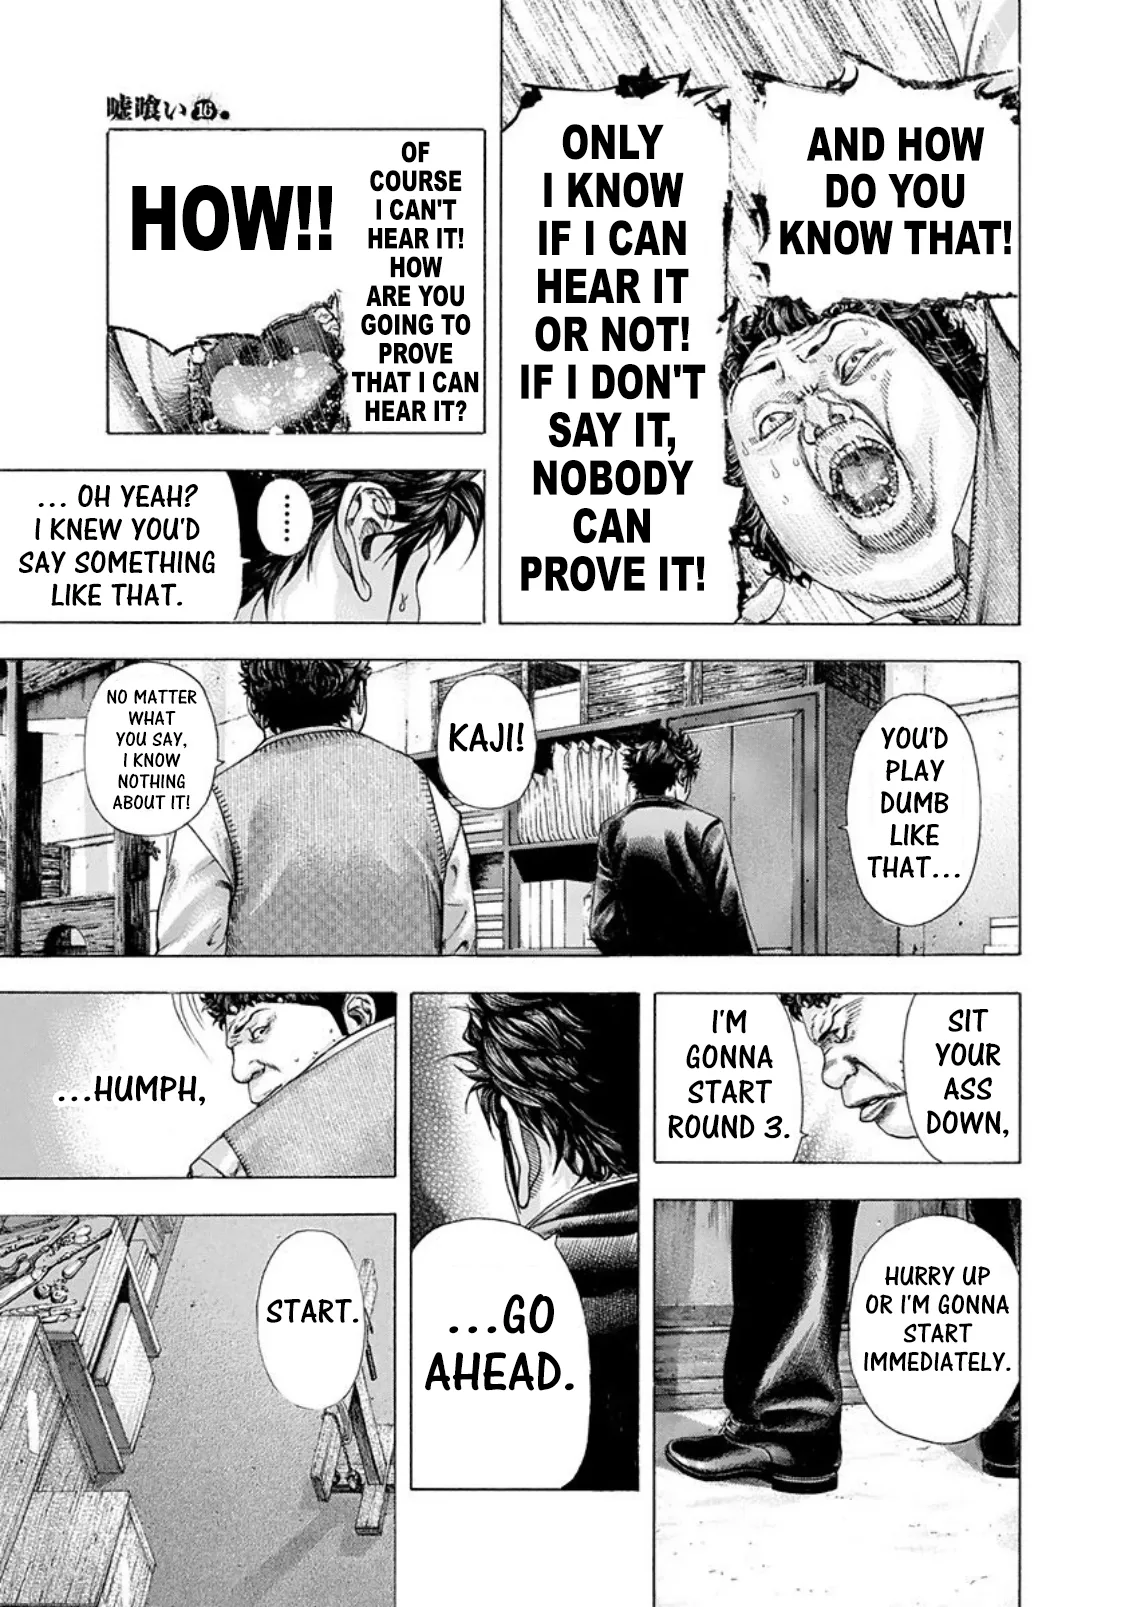 嘘喰い16
AND HOW
DO YOU
KNOW THAT!
ONLY
I KNOW
IF I CAN
HEAR IT
OR NOT!
IF I DON'T
SAY IT,
NOBODY
CAN
PROVE IT!
OF
COURSE
I CAN'T
HEAR IT!
HOW
ARE YOU
GOING TO
PROVE
THAT I CAN
HEAR IT?
HOW!!
... OH YEAH?
I KNEW YOU'D
SAY SOMETHING
LIKE THAT.
YOU'D
PLAY
DUMB
LIKE
THAT...
KAJI!
NO MATTER
WHAT
YOU SAY,
I KNOW
NOTHING
ABOUT IT!
SIT
YOUR
ASS
DOWN,
I'M
GONNA
START
ROUND 3.
...HUMPH,
HURRY UP
OR I'M GONNA
START
IMMEDIATELY.
...GO
AHEAD.
START.